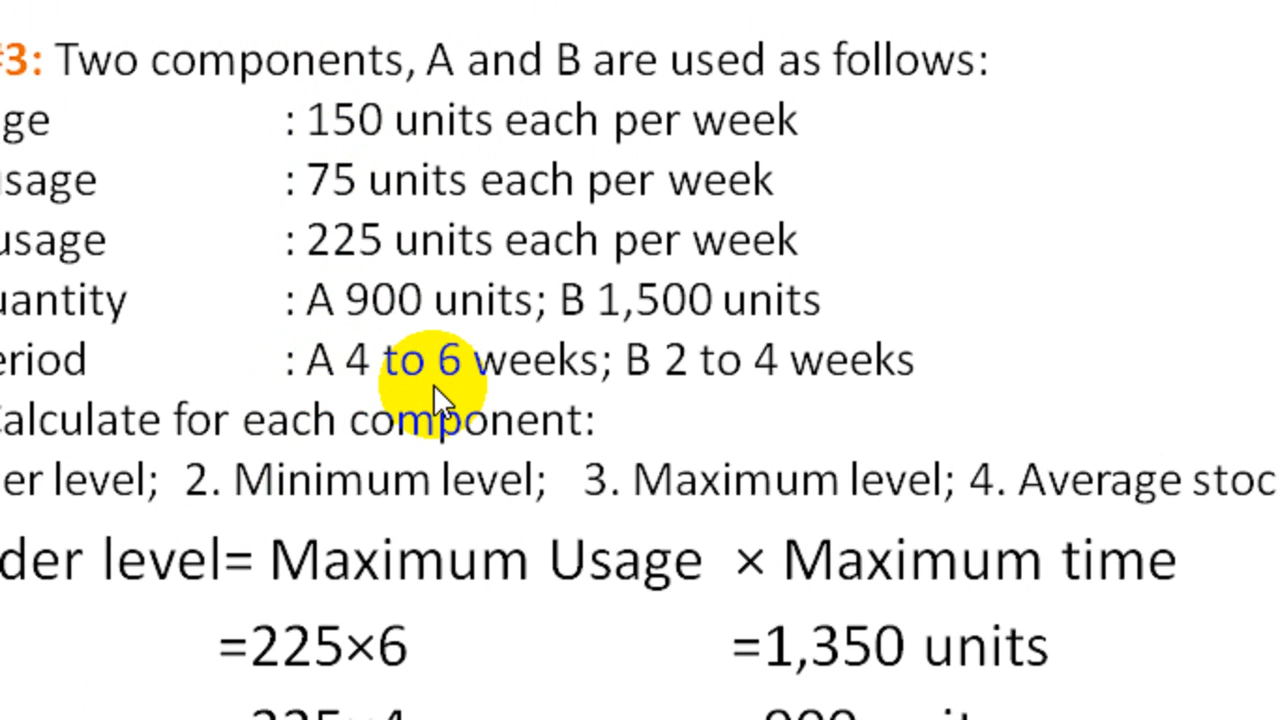 #3: Two components, A and B are used as follows:
ge : 150 units each per week
usage : 75 units each per week
usage : 225 units each per week
uantity : A 900 units; B 1,500 units
eriod : A 4 to 6 weeks; B 2 to 4 weeks
Calculate for each component:
er level; 2. Minimum level; 3. Maximum level; 4. Average stoc
der level= Maximum Usage × Maximum time
=225×6 =1,350 units